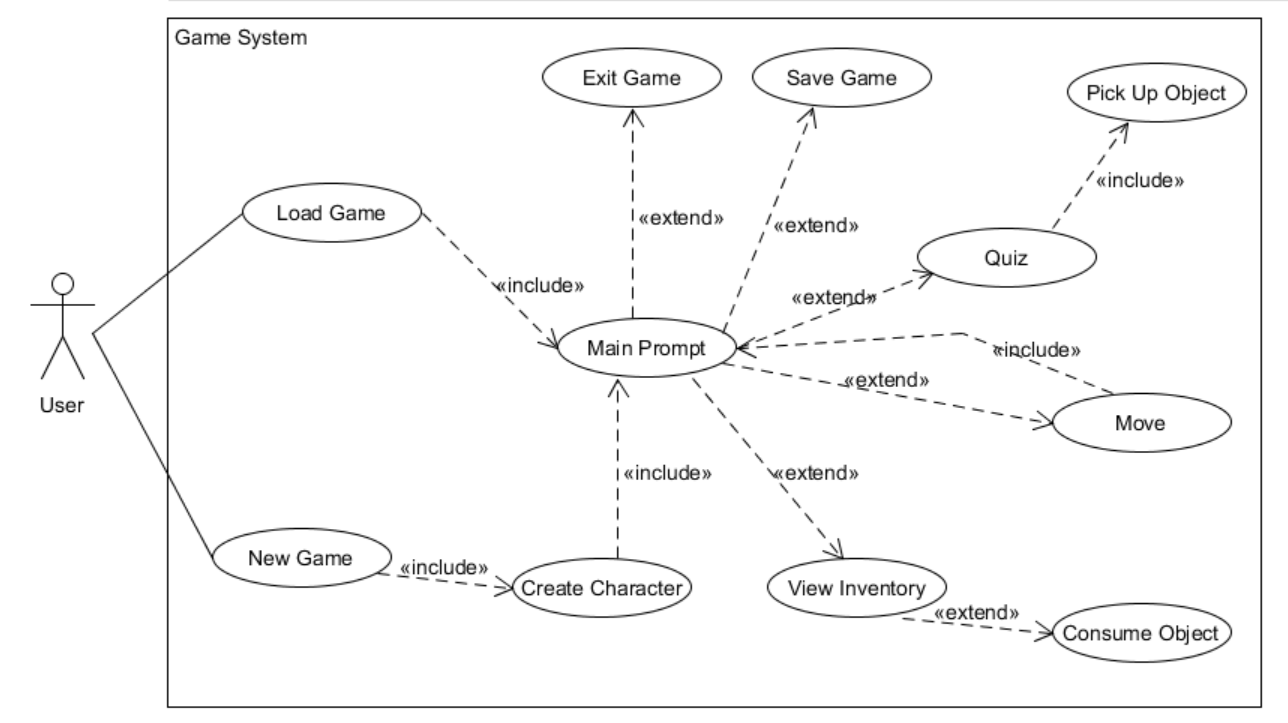 Game System
Exit Game
Save Game
Pick Up Object
«include»
Load Game
«extend»
«extend»
Quiz
«include»
«extend»
Main Prompt
«include»
«extend»
User
Move
«include»
«extend»
New Game
«include»
Create Character
View Inventory
«extend»
Consume Object